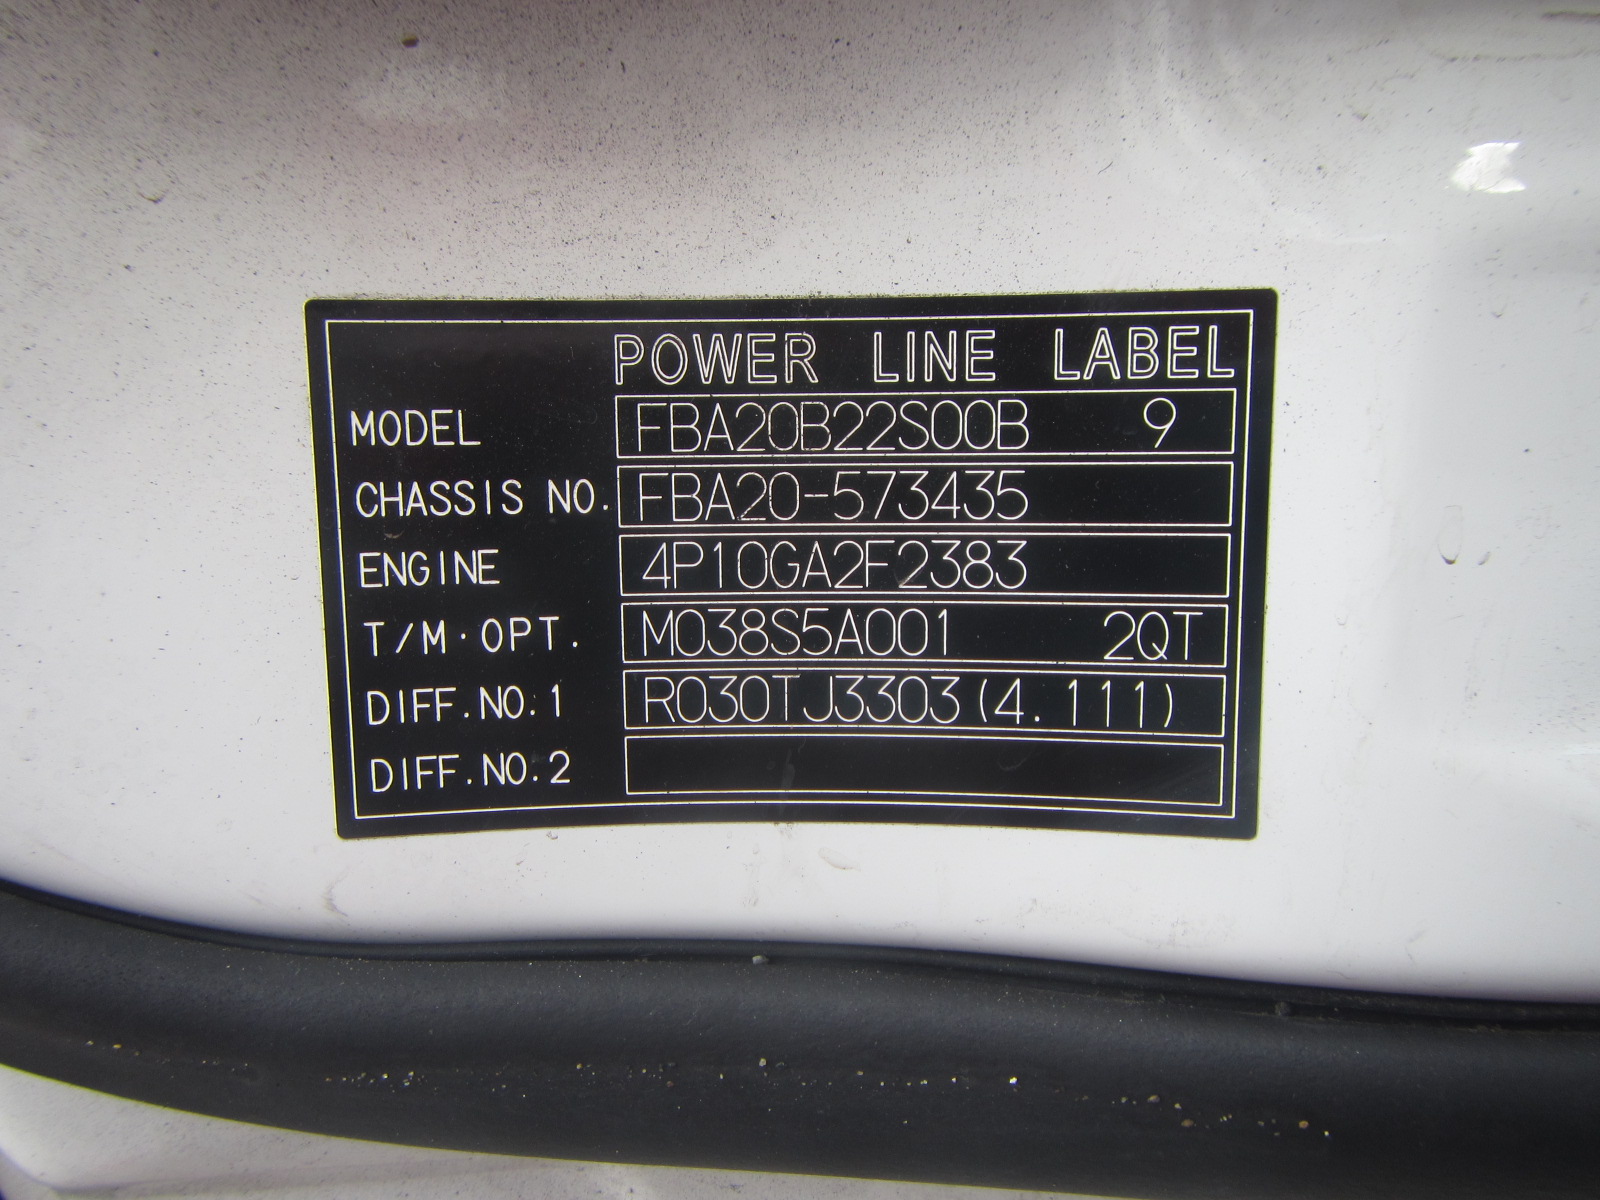 POWER LINE LABEL
MODEL FBA20B22S00B 9
CHASSIS NO. FBA20-573435
ENGINE 4P10GA2F2383
T/M·OPT. M038S5A001 2QT
DIFF.NO.1 R030TJ3303(4.111)
DIFF.NO.2